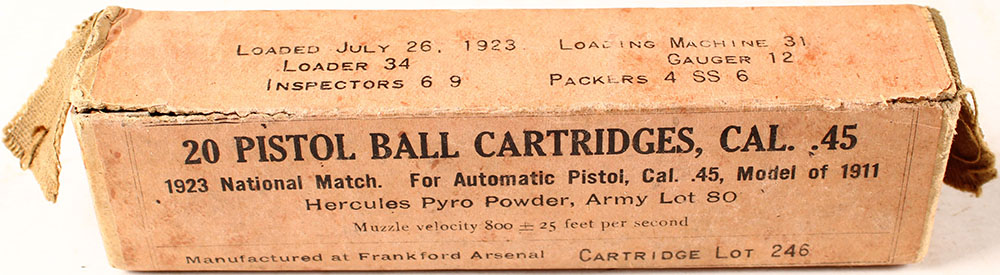 LOADED JULY 26, 1923. LOADING MACHINE 31
LOADER 34 GAUGER 12
INSPECTORS 6 9 PACKERS 4 SS 6
20 PISTOL BALL CARTRIDGES, CAL. .45
1923 National Match. For Automatic Pistol, Cal. .45, Model of 1911
Hercules Pyro Powder, Army Lot 80
Muzzle velocity 800 ± 25 feet per second
Manufactured at Frankford Arsenal CARTRIDGE LOT 246